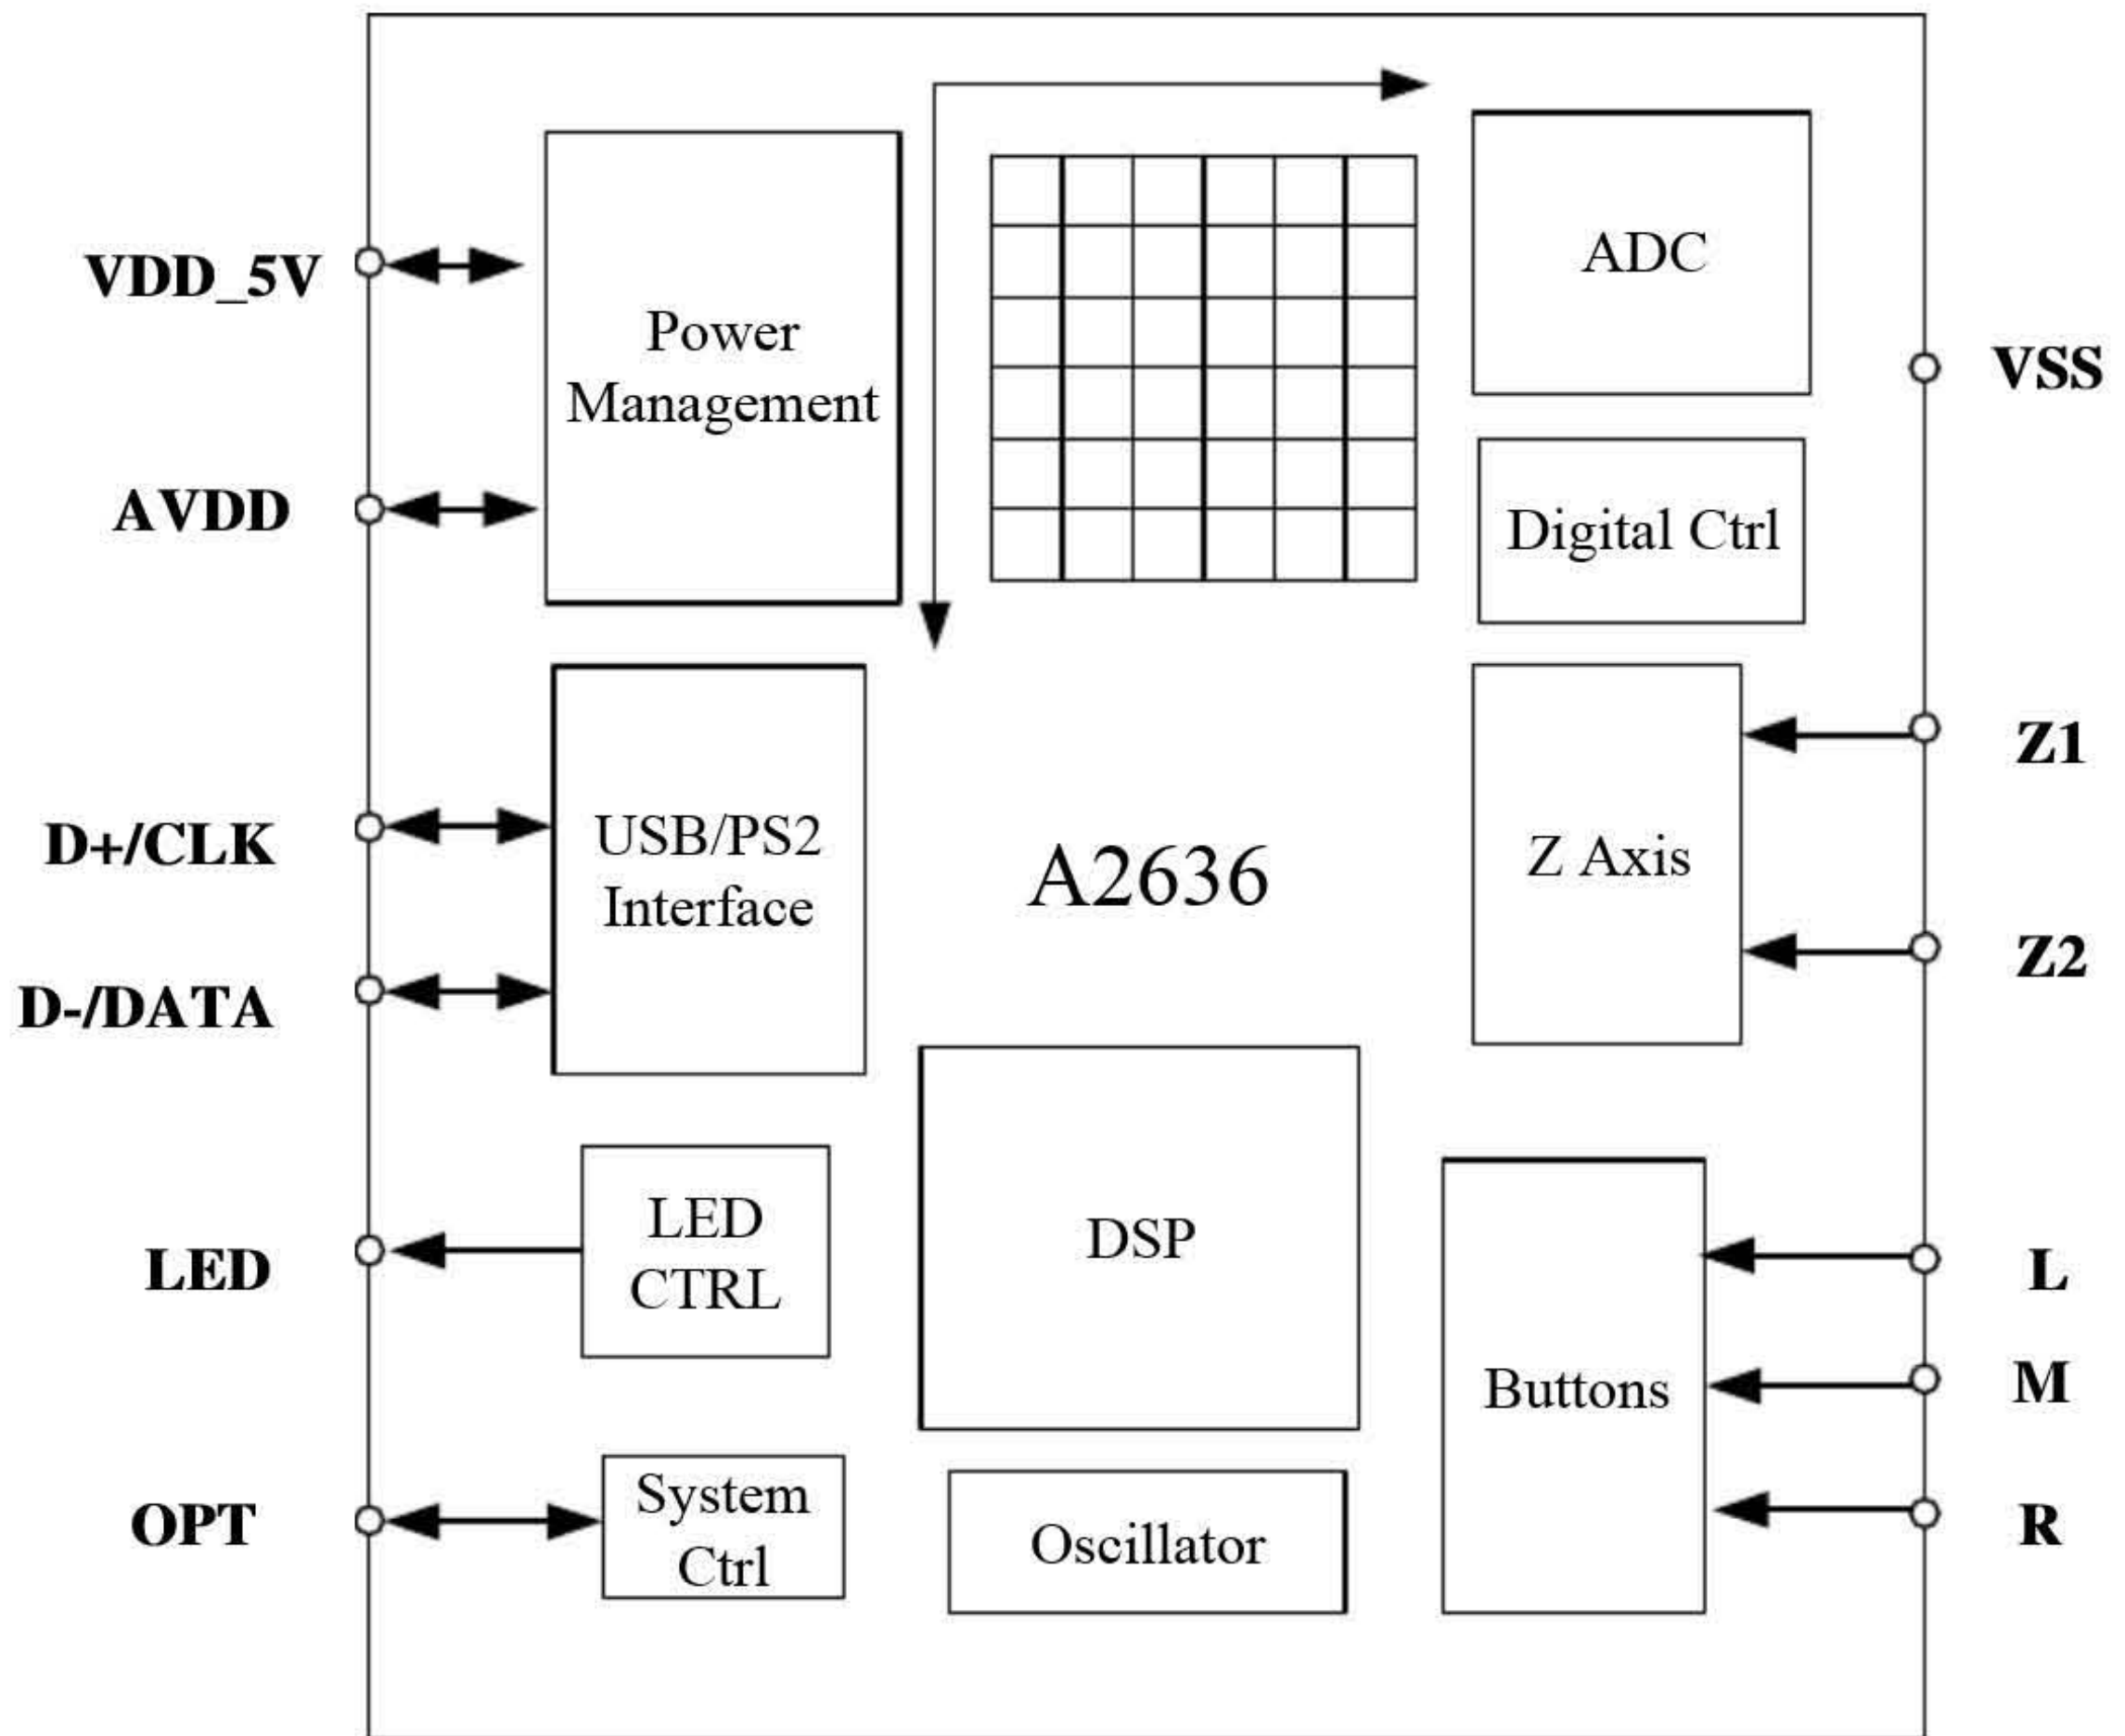 VDD_5V
AVDD
D+/CLK
D-/DATA
LED
OPT
Power
Management
USB/PS2
Interface
LED
CTRL
System
Ctrl
A2636
DSP
Oscillator
ADC
Digital Ctrl
Z Axis
Buttons
VSS
Z1
Z2
L
M
R